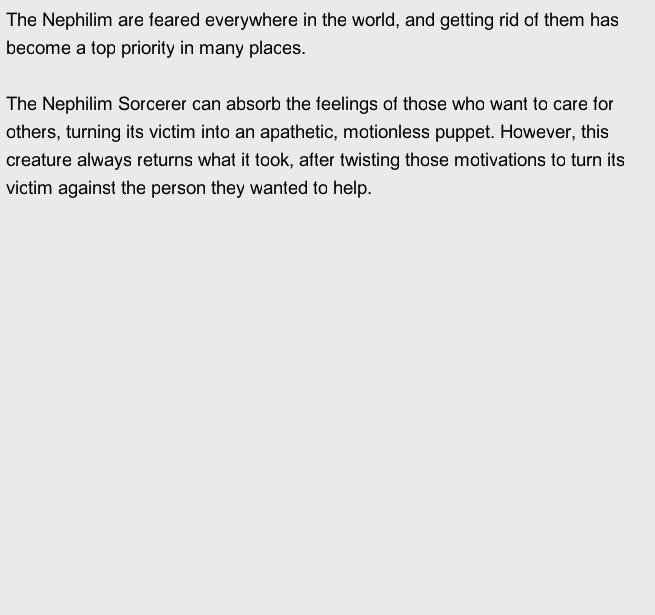 The Nephilim are feared everywhere in the world, and getting rid of them has
become a top priority in many places.
The Nephilim Sorcerer can absorb the feelings of those who want to care for
others, turning its victim into an apathetic, motionless puppet. However, this
creature always returns what it took, after twisting those motivations to turn its
victim against the person they wanted to help.